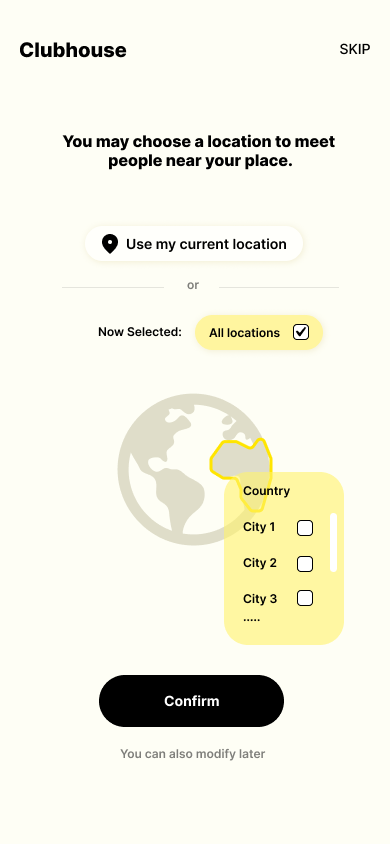 Clubhouse
SKIP
You may choose a location to meet
people near your place.
Use my current location
or
Now Selected:
All locations
Country
City 1
City 2
City 3
.....
Confirm
You can also modify later